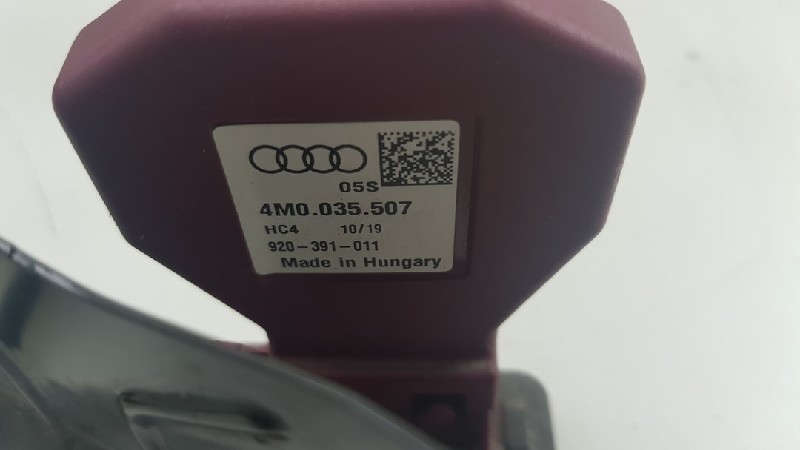 05S
4M0.035.507
HC4 10/19
920-391-011
Made in Hungary